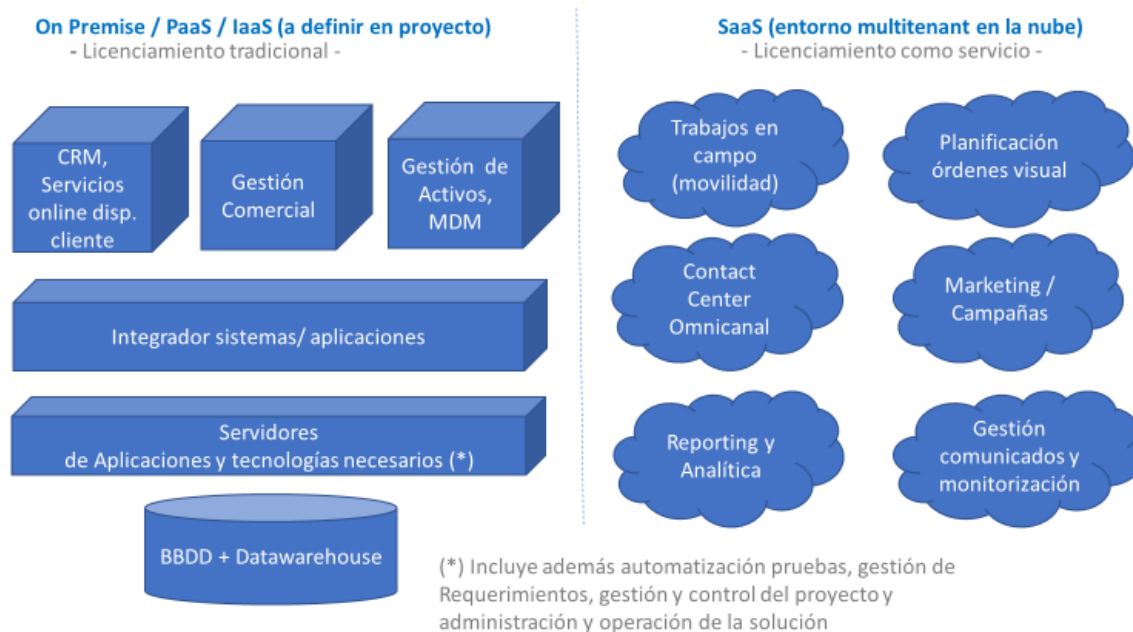 On Premise / PaaS / IaaS (a definir en proyecto)
- Licenciamiento tradicional -
CRM,
Servicios
online disp.
cliente
Gestión
Comercial
Gestión de
Activos,
MDM
Integrador sistemas/ aplicaciones
Servidores
de Aplicaciones y tecnologías necesarios (*)
BBDD + Datawarehouse
SaaS (entorno multitenant en la nube)
- Licenciamiento como servicio -
Trabajos en
campo
(movilidad)
Planificación
órdenes visual
Contact
Center
Omnicanal
Marketing /
Campañas
Reporting y
Analítica
Gestión
comunicados y
monitorización
(*) Incluye además automatización pruebas, gestión de
Requerimientos, gestión y control del proyecto y
administración y operación de la solución